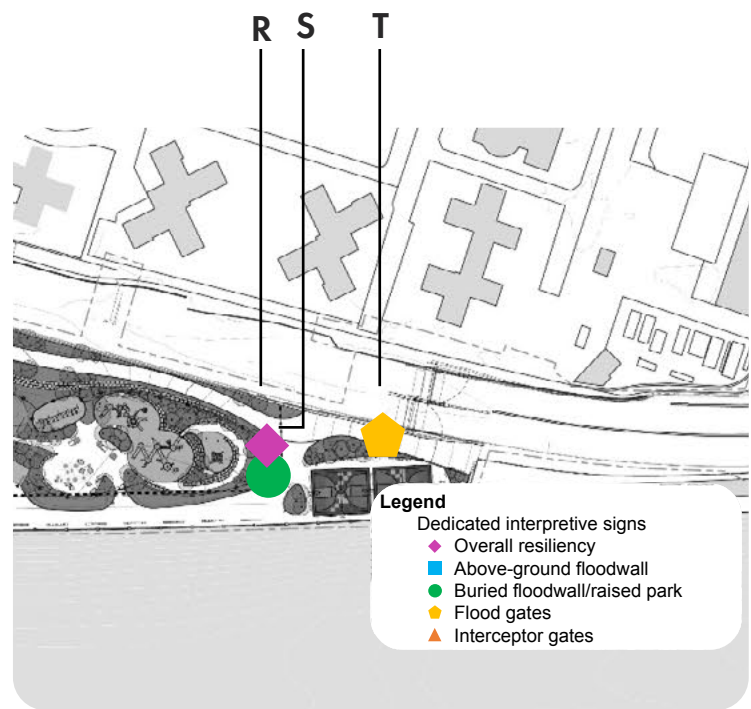 R S T
Legend
Dedicated interpretive signs
Overall resiliency
Above-ground floodwall
Buried floodwall/raised park
Flood gates
Interceptor gates